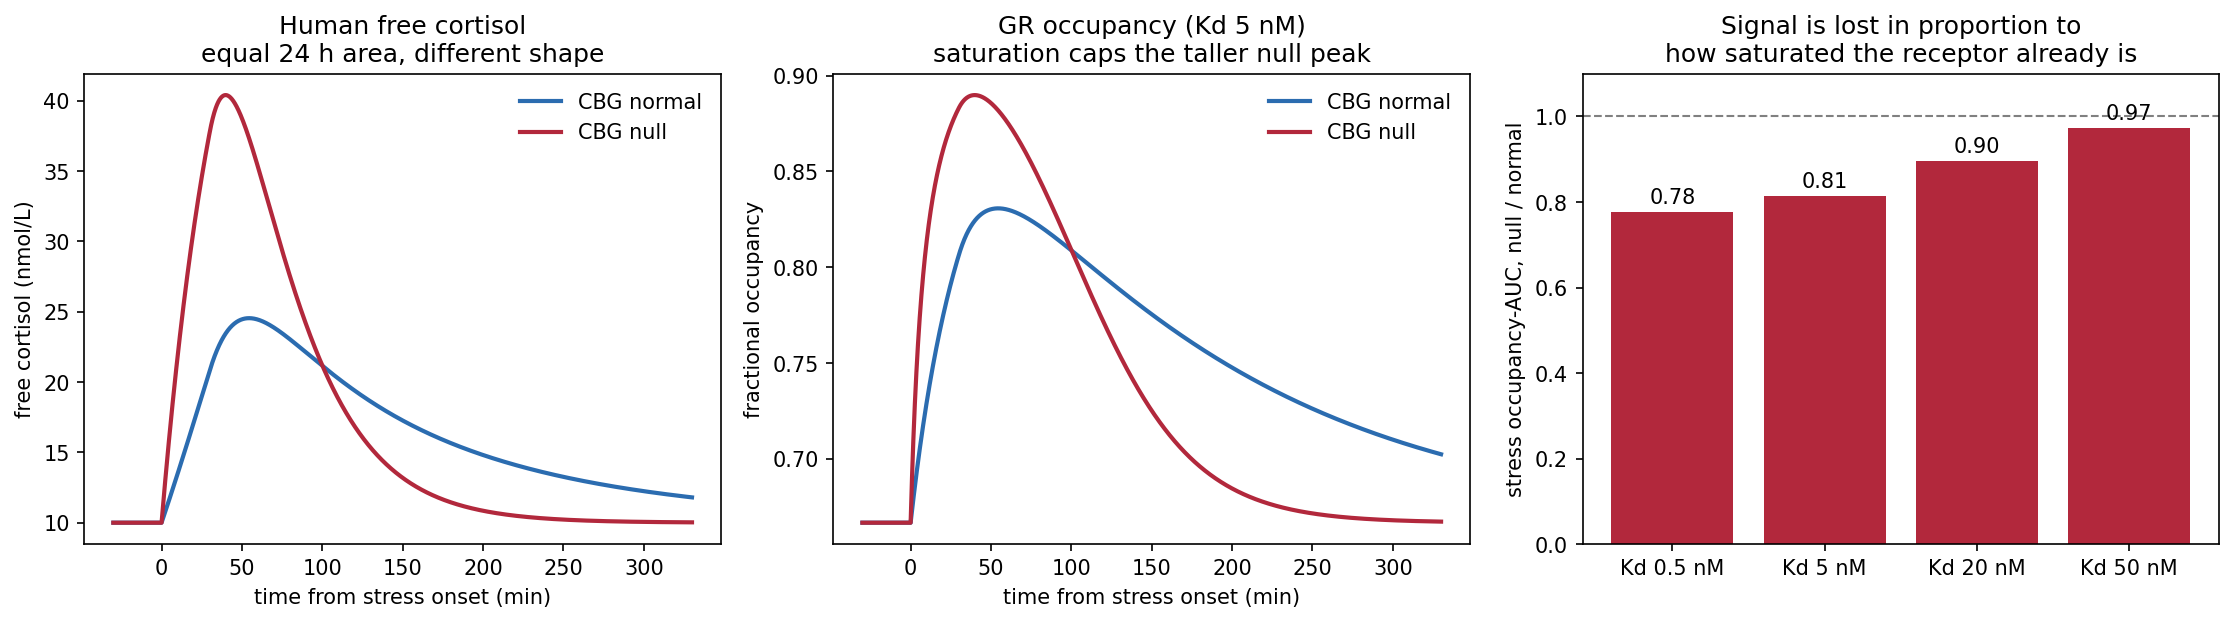 Human free cortisol
equal 24 h area, different shape
free cortisol (nmol/L)
40
35
30
25
20
15
10
CBG normal
CBG null
0
50
100
150
200
250
300
time from stress onset (min)
GR occupancy (Kd 5 nM)
saturation caps the taller null peak
fractional occupancy
0.90
0.85
0.80
0.75
0.70
CBG normal
CBG null
0
50
100
150
200
250
300
time from stress onset (min)
Signal is lost in proportion to
how saturated the receptor already is
stress occupancy-AUC, null / normal
1.0
0.8
0.6
0.4
0.2
0.0
0.78
0.81
0.90
0.97
Kd 0.5 nM
Kd 5 nM
Kd 20 nM
Kd 50 nM